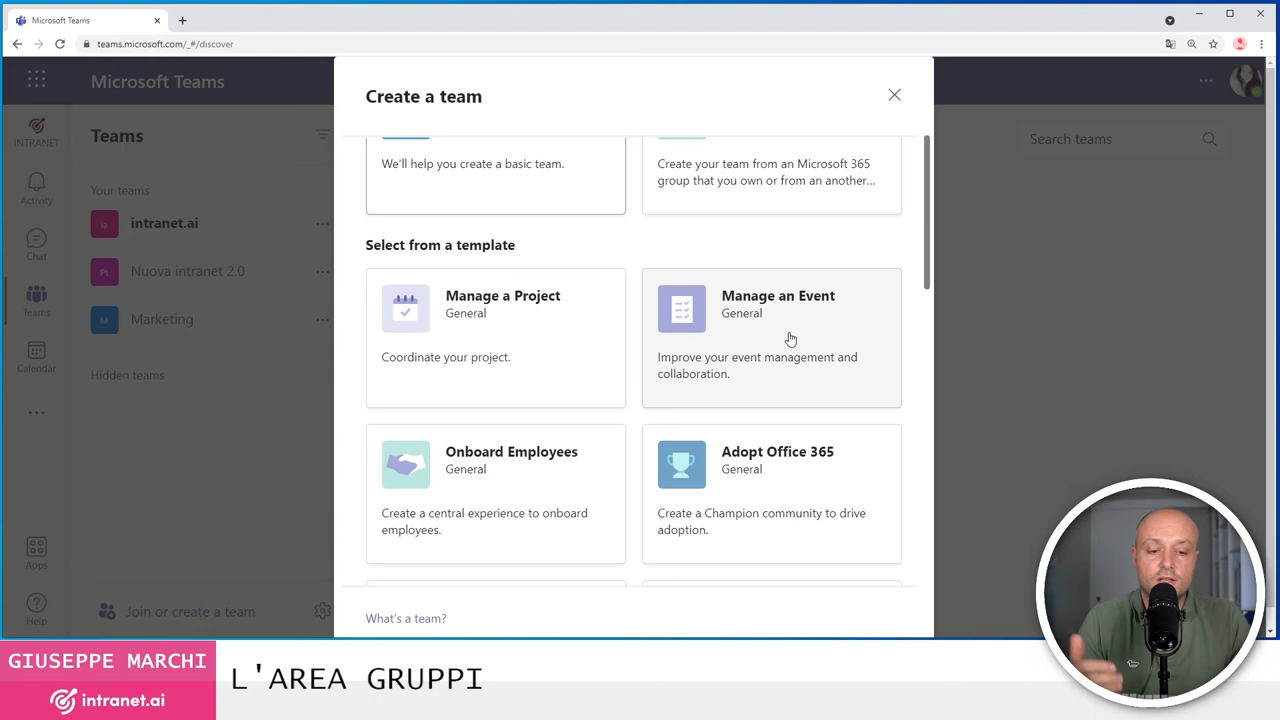 Microsoft Teams
teams.microsoft.com/_#/discover
Microsoft Teams
INTRANET
Activity
Chat
Teams
Calendar
Apps
Help
Teams
Your teams
ia
intranet.ai
Pt
Nuova intranet 2.0
Marketing
Hidden teams
Join or create a team
Search teams
Create a team
We'll help you create a basic team.
Create your team from an Microsoft 365
group that you own or from an another...
Select from a template
Manage a Project
General
Coordinate your project.
Manage an Event
General
Improve your event management and
collaboration.
Onboard Employees
General
Create a central experience to onboard
employees.
Adopt Office 365
General
Create a Champion community to drive
adoption.
What's a team?
GIUSEPPE MARCHI
intranet.ai
L'AREA GRUPPI